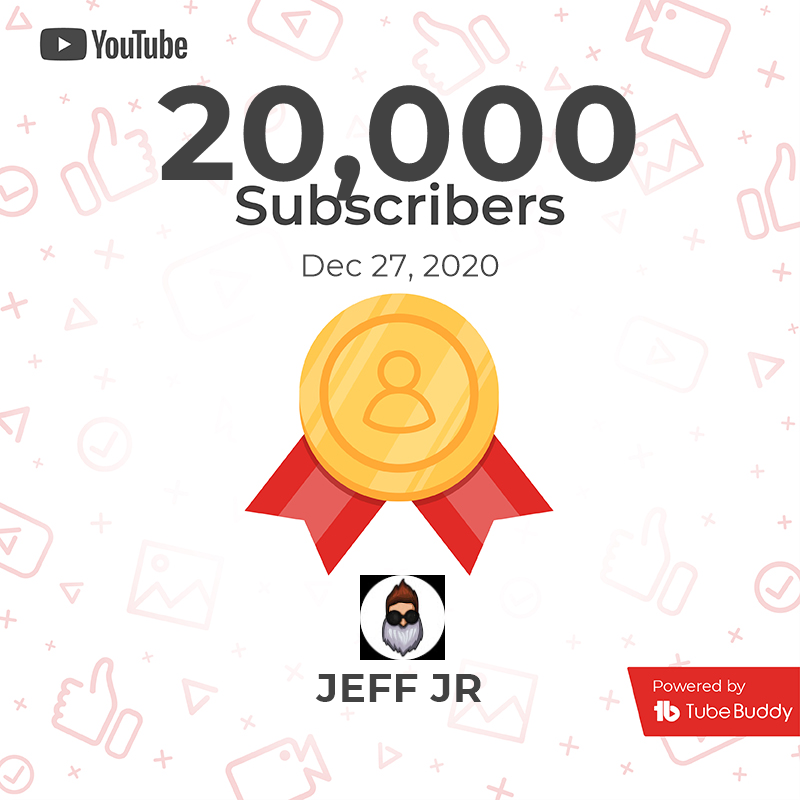 YouTube
20,000
Subscribers
Dec 27, 2020
JEFF JR
Powered by
TubeBuddy